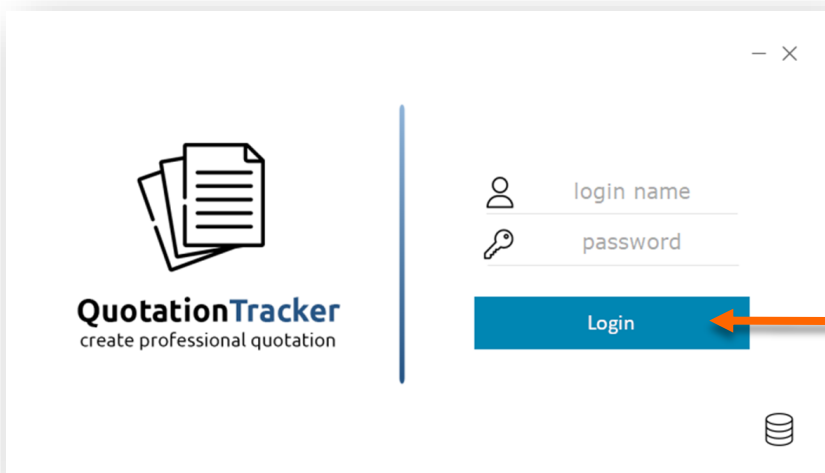 QuotationTracker
create professional quotation
login name
password
Login